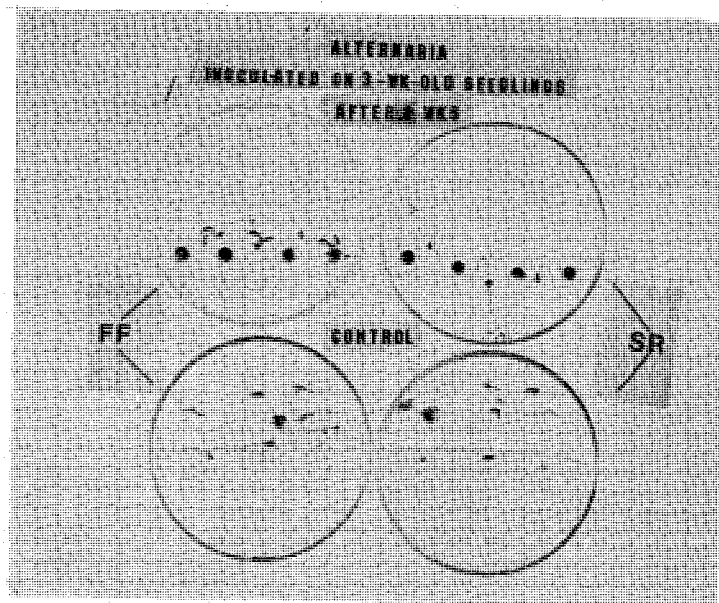 ALTERNARIA
INOCULATED ON 3-WK-OLD SEEDLINGS
AFTER WKS
FF
CONTROL
SR